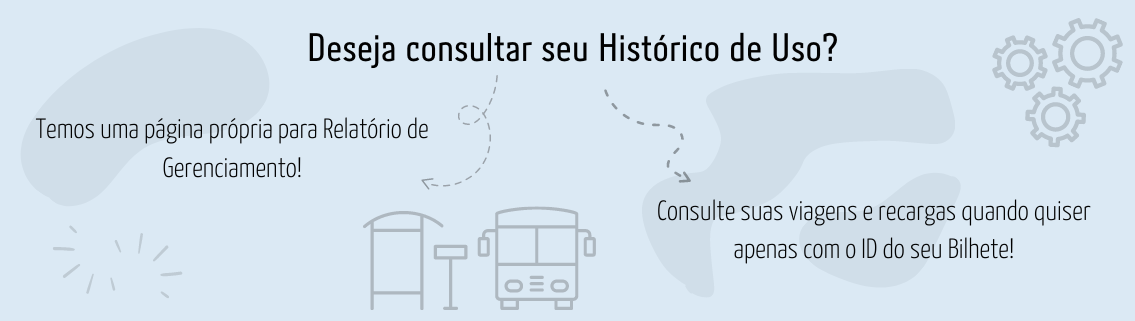 Deseja consultar seu Histórico de Uso?
Temos uma página própria para Relatório de
Gerenciamento!
Consulte suas viagens e recargas quando quiser
apenas com o ID do seu Bilhete!